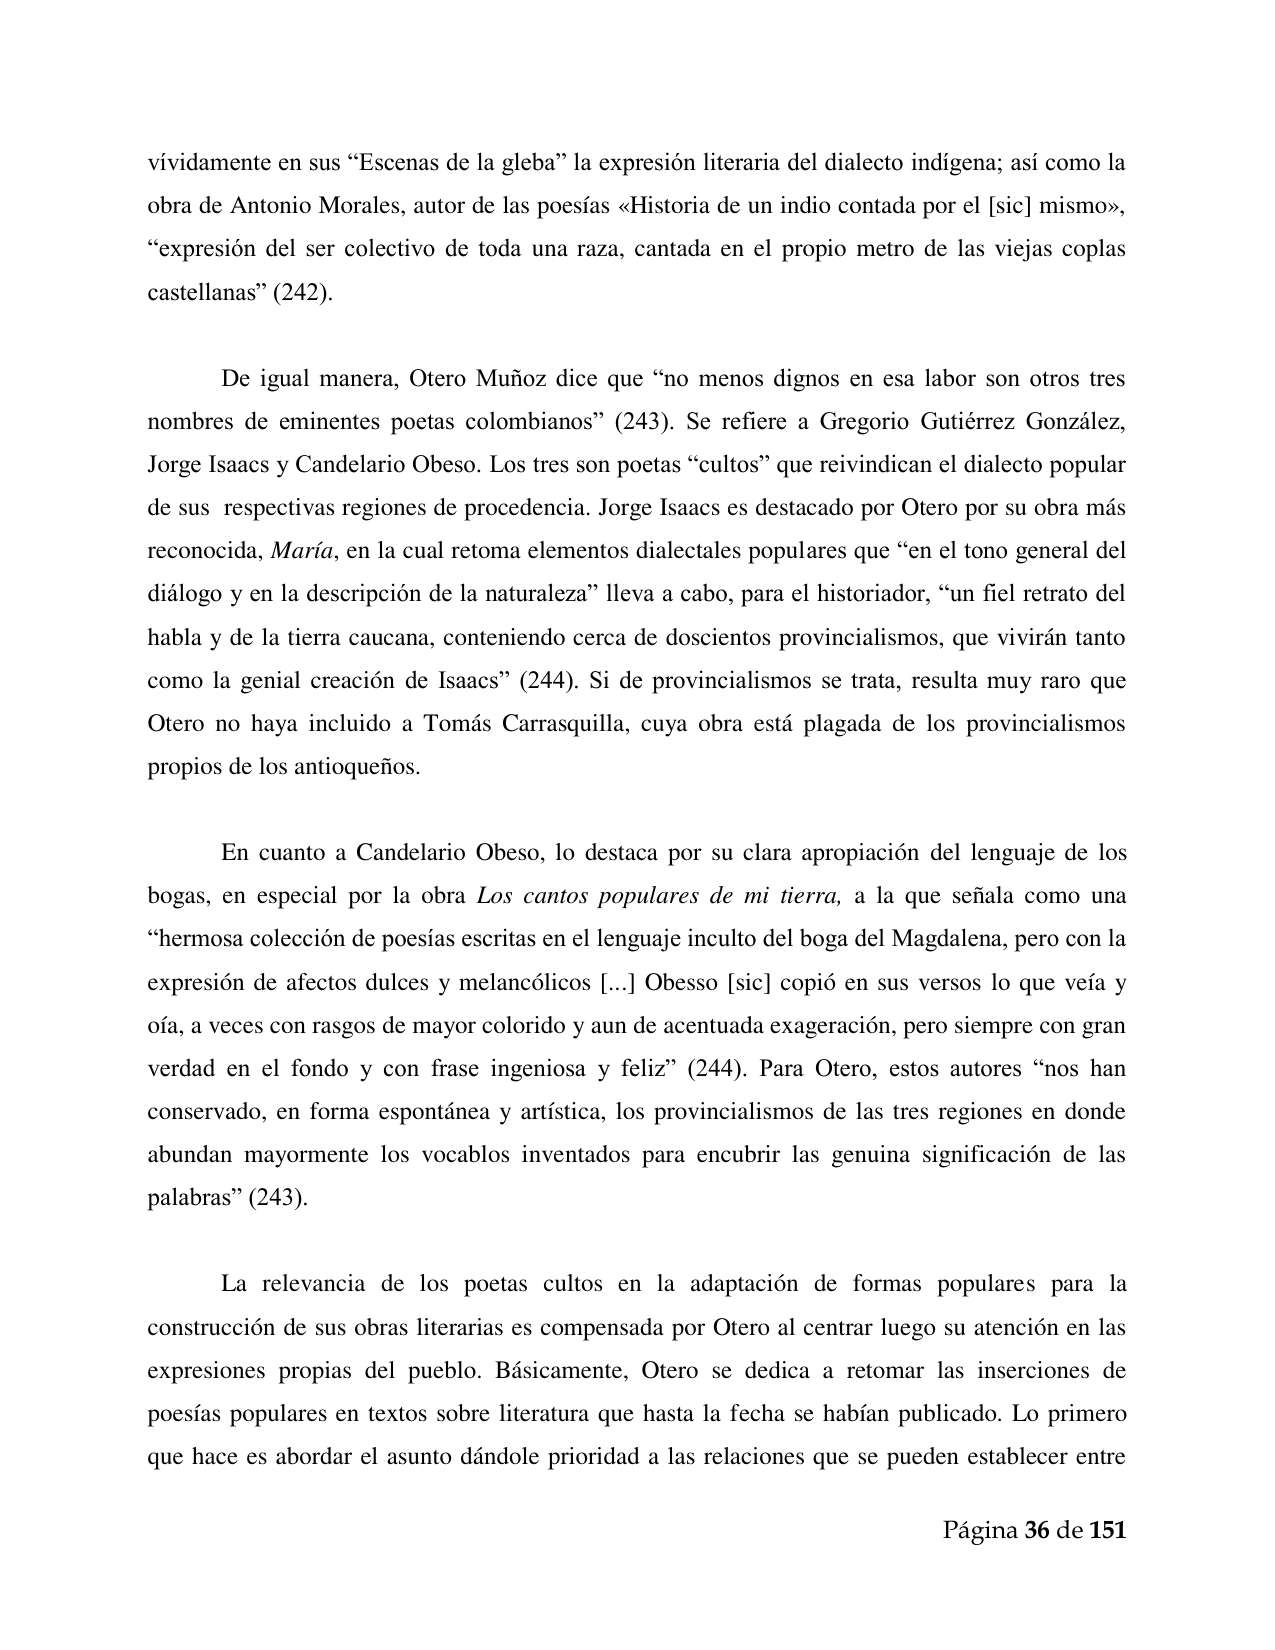 vívidamente en sus “Escenas de la gleba” la expresión literaria del dialecto indígena; así como la
obra de Antonio Morales, autor de las poesías «Historia de un indio contada por el [sic] mismo»,
“expresión del ser colectivo de toda una raza, cantada en el propio metro de las viejas coplas
castellanas” (242).
De igual manera, Otero Muñoz dice que “no menos dignos en esa labor son otros tres
nombres de eminentes poetas colombianos” (243). Se refiere a Gregorio Gutiérrez González,
Jorge Isaacs y Candelario Obeso. Los tres son poetas “cultos” que reivindican el dialecto popular
de sus respectivas regiones de procedencia. Jorge Isaacs es destacado por Otero por su obra más
reconocida, María, en la cual retoma elementos dialectales populares que “en el tono general del
diálogo y en la descripción de la naturaleza” lleva a cabo, para el historiador, “un fiel retrato del
habla y de la tierra caucana, conteniendo cerca de doscientos provincialismos, que vivirán tanto
como la genial creación de Isaacs” (244). Si de provincialismos se trata, resulta muy raro que
Otero no haya incluido a Tomás Carrasquilla, cuya obra está plagada de los provincialismos
propios de los antioqueños.
En cuanto a Candelario Obeso, lo destaca por su clara apropiación del lenguaje de los
bogas, en especial por la obra Los cantos populares de mi tierra, a la que señala como una
“hermosa colección de poesías escritas en el lenguaje inculto del boga del Magdalena, pero con la
expresión de afectos dulces y melancólicos [...] Obesso [sic] copió en sus versos lo que veía y
oía, a veces con rasgos de mayor colorido y aun de acentuada exageración, pero siempre con gran
verdad en el fondo y con frase ingeniosa y feliz” (244). Para Otero, estos autores “nos han
conservado, en forma espontánea y artística, los provincialismos de las tres regiones en donde
abundan mayormente los vocablos inventados para encubrir las genuina significación de las
palabras” (243).
La relevancia de los poetas cultos en la adaptación de formas populares para la
construcción de sus obras literarias es compensada por Otero al centrar luego su atención en las
expresiones propias del pueblo. Básicamente, Otero se dedica a retomar las inserciones de
poesías populares en textos sobre literatura que hasta la fecha se habían publicado. Lo primero
que hace es abordar el asunto dándole prioridad a las relaciones que se pueden establecer entre
Página 36 de 151